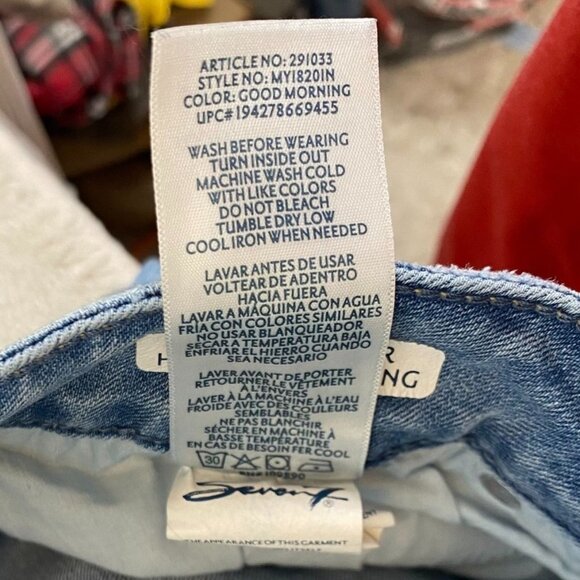 ARTICLE NO: 291033
STYLE NO: MY1820IN
COLOR: GOOD MORNING
UPC#194278669455
WASH BEFORE WEARING
TURN INSIDE OUT
MACHINE WASH COLD
WITH LIKE COLORS
DO NOT BLEACH
TUMBLE DRY LOW
COOL IRON WHEN NEEDED
LAVAR ANTES DE USAR
VOLTEAR DE ADENTRO
HACIA FUERA
LAVAR A MÁQUINA CON AGUA
FRÍA CON COLORES SIMILARES
NO USAR BLANQUEADOR
SECAR A TEMPERATURA BAJA
ENFRIAR EL HIERRO CUANDO
SEA NECESARIO
LAVER AVANT DE PORTER
RETOURNER LE VÊTEMENT
À L'ENVERS
LAVER À LA MACHINE À L'EAU
FROIDE AVEC DES COULEURS
SEMBLABLES
NE PAS BLANCHIR
SÉCHER EN MACHINE À
BASSE TEMPÉRATURE
EN CAS DE BESOIN FER COOL
30
Seven7
®
THE APPEARANCE OF THIS GARMENT